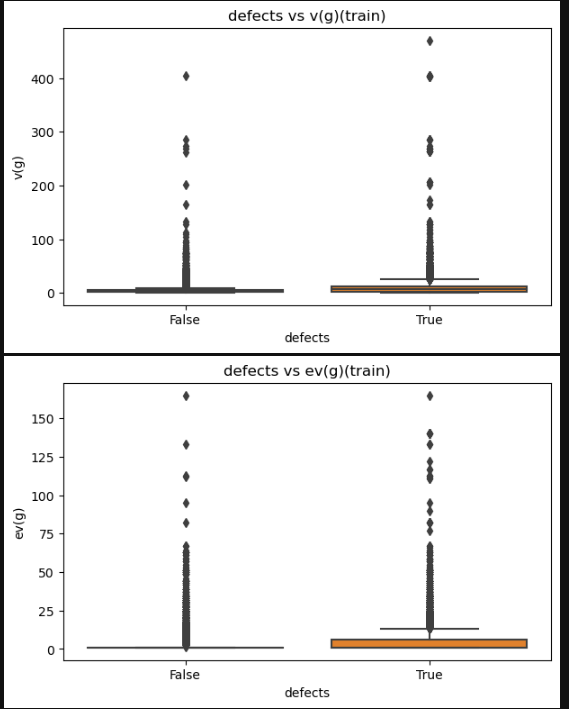 defects vs v(g)(train)
400
300
200
100
0
v(g)
False True
defects
defects vs ev(g)(train)
150
125
100
75
50
25
0
ev(g)
False True
defects